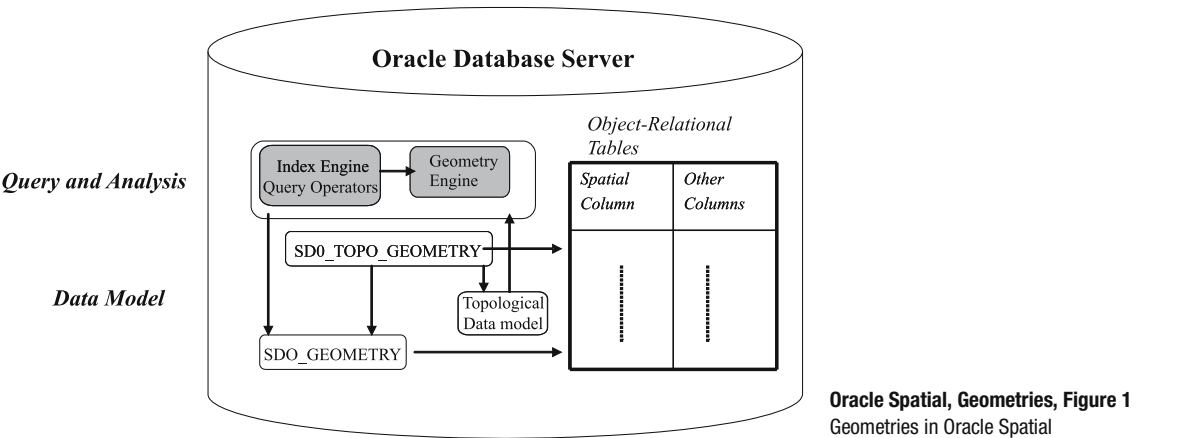 Oracle Database Server
Object-Relational
Tables
Query and Analysis
Index Engine
Query Operators
Geometry
Engine
Spatial
Column
Other
Columns
SD0_TOPO_GEOMETRY
Data Model
Topological
Data model
SDO_GEOMETRY
Oracle Spatial, Geometries, Figure 1
Geometries in Oracle Spatial